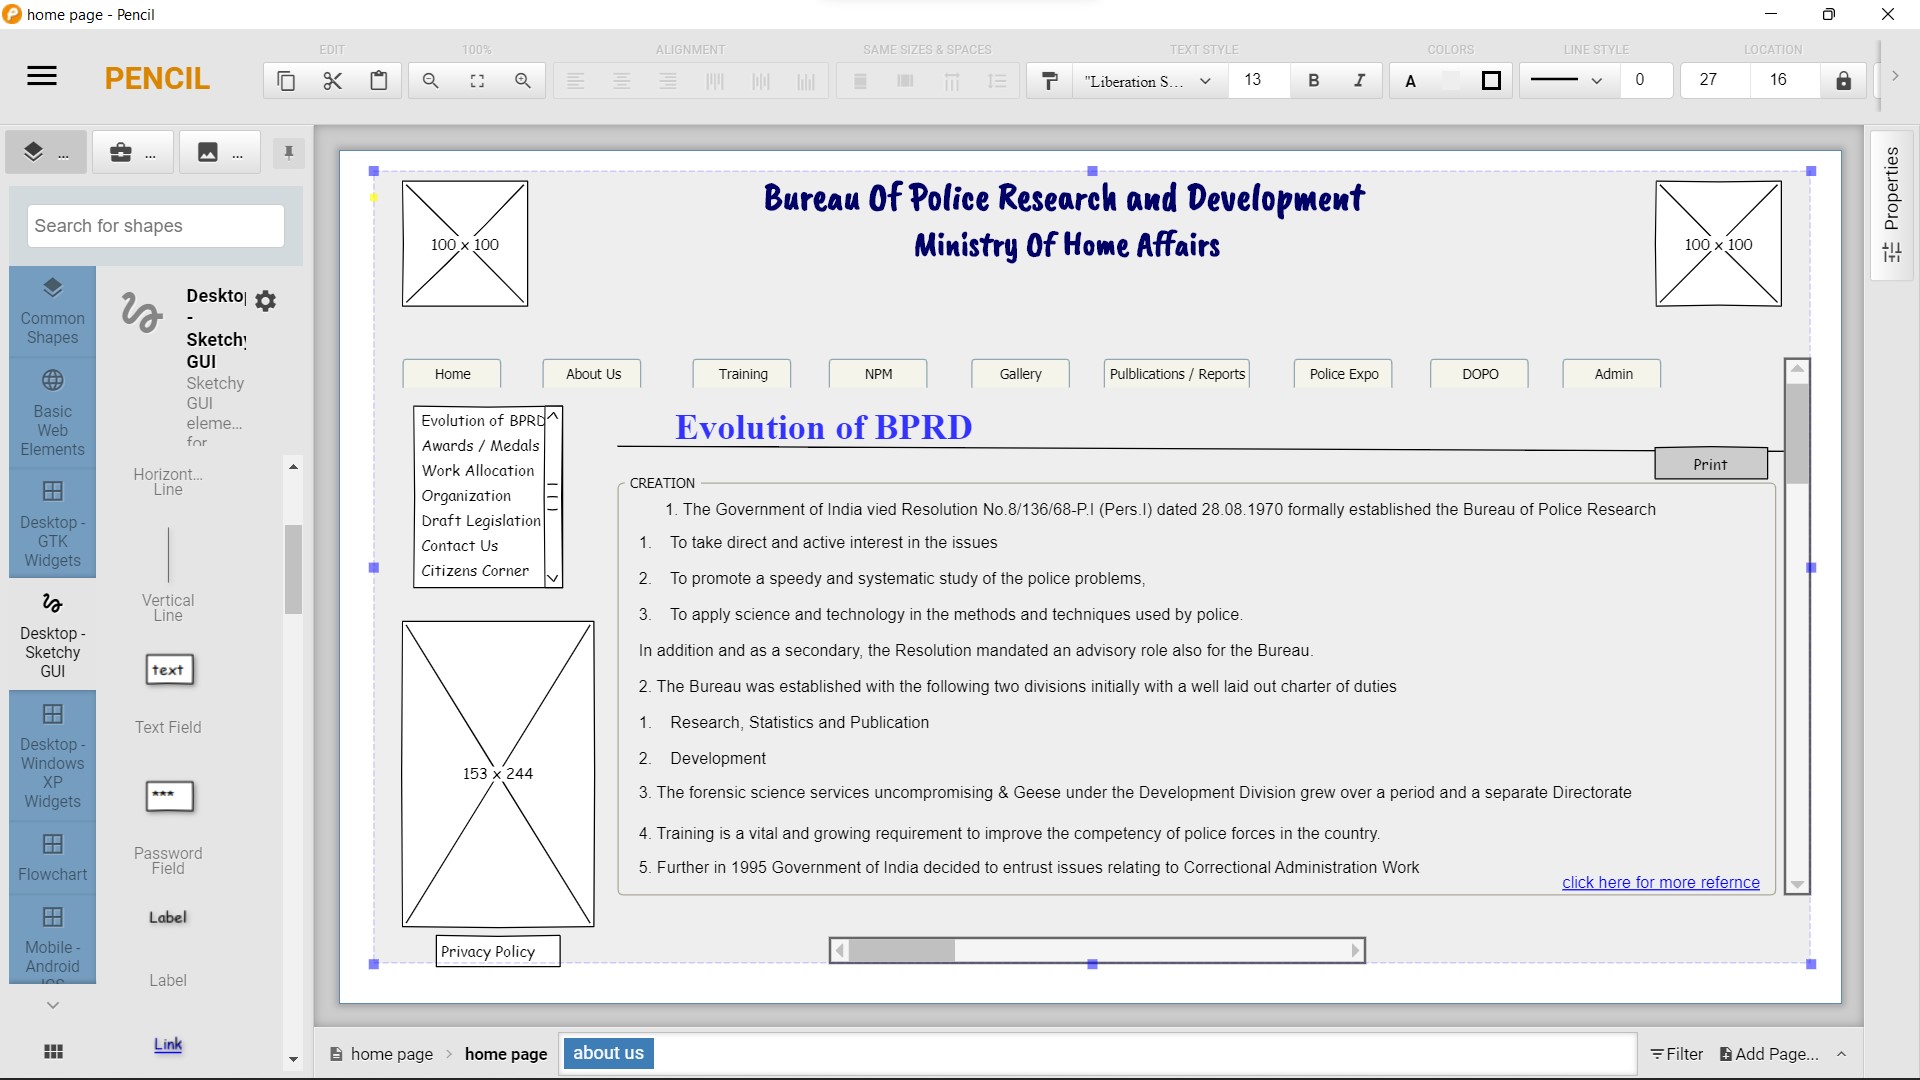 home page - Pencil
EDIT
100%
ALIGNMENT
SAME SIZES & SPACES
TEXT STYLE
COLORS
LINE STYLE
LOCATION
PENCIL
"Liberation S...
13
B
I
A
0
27
16
...
...
...
Search for shapes
Common
Shapes
Basic
Web
Elements
Desktop -
GTK
Widgets
Desktop -
Sketchy
GUI
Desktop -
Windows
XP
Widgets
Flowchart
Mobile -
Android
ICS
Desktop
-
Sketchy
GUI
Sketchy
GUI
eleme...
for
Horizont...
Line
Vertical
Line
text
Text Field
***
Password
Field
Label
Label
Link
100 x 100
Bureau Of Police Research and Development
Ministry Of Home Affairs
100 x 100
Home
About Us
Training
NPM
Gallery
Pulblications / Reports
Police Expo
DOPO
Admin
Evolution of BPRD
Awards / Medals
Work Allocation
Organization
Draft Legislation
Contact Us
Citizens Corner
153 x 244
Privacy Policy
Evolution of BPRD
Print
CREATION
1. The Government of India vied Resolution No.8/136/68-P.I (Pers.I) dated 28.08.1970 formally established the Bureau of Police Research
1. To take direct and active interest in the issues
2. To promote a speedy and systematic study of the police problems,
3. To apply science and technology in the methods and techniques used by police.
In addition and as a secondary, the Resolution mandated an advisory role also for the Bureau.
2. The Bureau was established with the following two divisions initially with a well laid out charter of duties
1. Research, Statistics and Publication
2. Development
3. The forensic science services uncompromising & Geese under the Development Division grew over a period and a separate Directorate
4. Training is a vital and growing requirement to improve the competency of police forces in the country.
5. Further in 1995 Government of India decided to entrust issues relating to Correctional Administration Work
click here for more refernce
Properties
home page
home page
about us
Filter
Add Page...